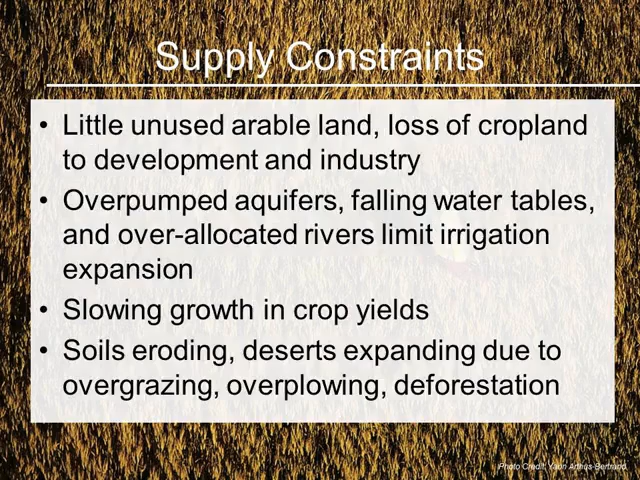 Supply Constraints
• Little unused arable land, loss of cropland
to development and industry
• Overpumped aquifers, falling water tables,
and over-allocated rivers limit irrigation
expansion
• Slowing growth in crop yields
• Soils eroding, deserts expanding due to
overgrazing, overplowing, deforestation
Photo Credit: Yann Arthus-Bertrand